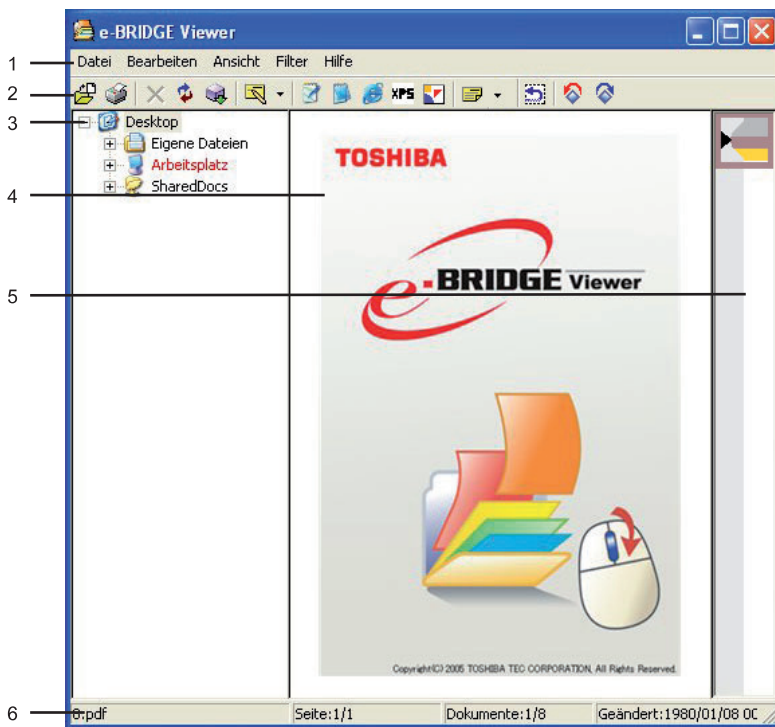 e-BRIDGE Viewer
1
Datei Bearbeiten Ansicht Filter Hilfe
2
XPS
3
Desktop
Eigene Dateien
Arbeitsplatz
SharedDocs
TOSHIBA
4
e-BRIDGE Viewer
5
Copyright(C) 2005 TOSHIBA TEC CORPORATION, All Rights Reserved.
6
.pdf Seite:1/1 Dokumente:1/8 Geändert:1980/01/08